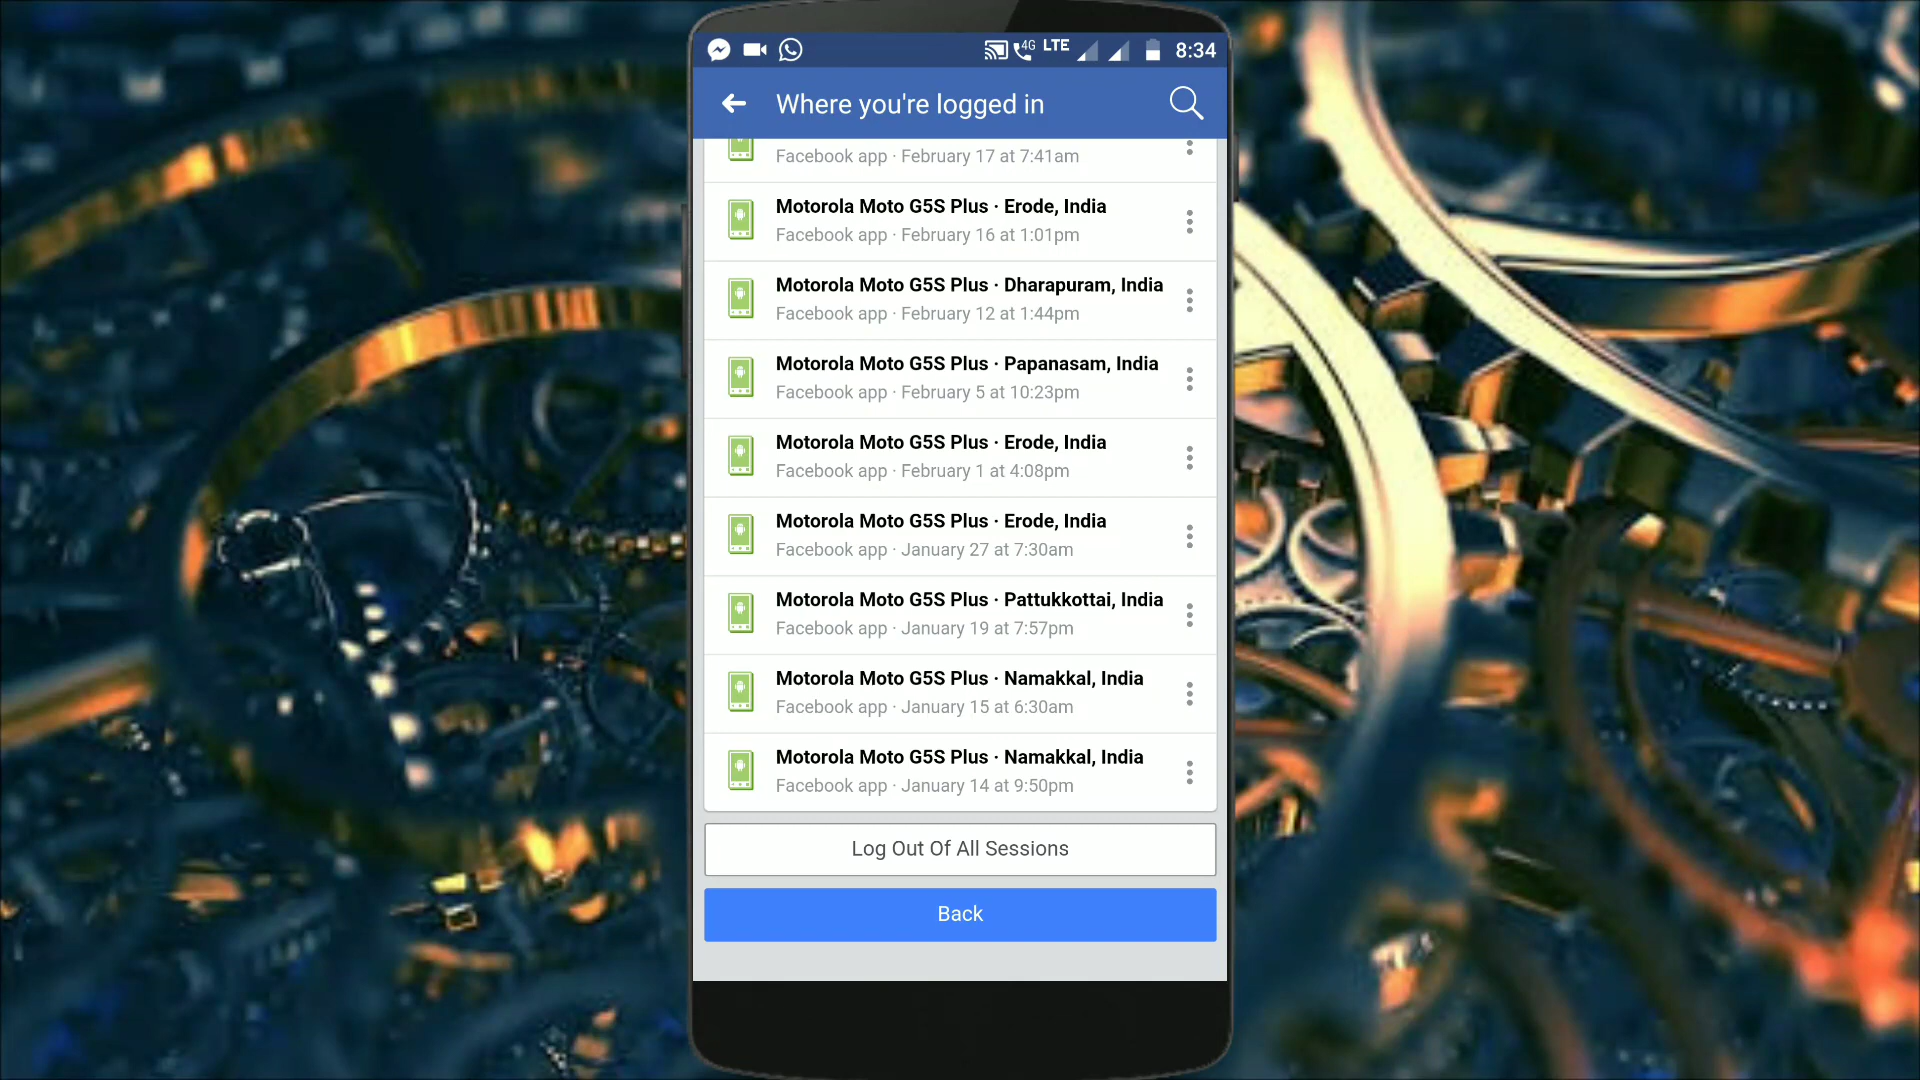 4G LTE 8:34
Where you're logged in
Facebook app · February 17 at 7:41am
Motorola Moto G5S Plus · Erode, India
Facebook app · February 16 at 1:01pm
Motorola Moto G5S Plus · Dharapuram, India
Facebook app · February 12 at 1:44pm
Motorola Moto G5S Plus · Papanasam, India
Facebook app · February 5 at 10:23pm
Motorola Moto G5S Plus · Erode, India
Facebook app · February 1 at 4:08pm
Motorola Moto G5S Plus · Erode, India
Facebook app · January 27 at 7:30am
Motorola Moto G5S Plus · Pattukkottai, India
Facebook app · January 19 at 7:57pm
Motorola Moto G5S Plus · Namakkal, India
Facebook app · January 15 at 6:30am
Motorola Moto G5S Plus · Namakkal, India
Facebook app · January 14 at 9:50pm
Log Out Of All Sessions
Back